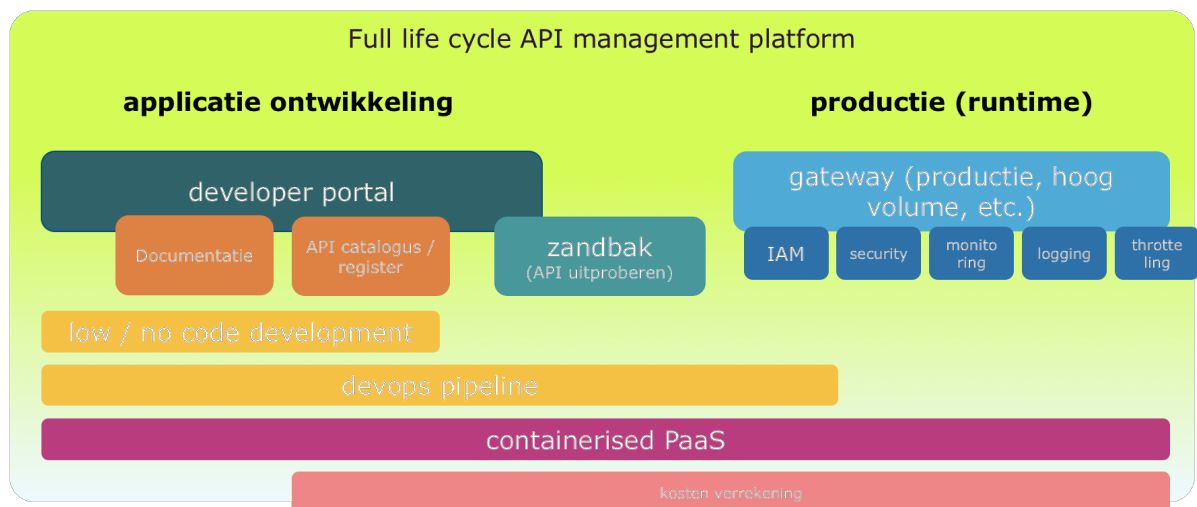 Full life cycle API management platform
applicatie ontwikkeling
productie (runtime)
developer portal
gateway (productie, hoog
volume, etc.)
Documentatie
API catalogus /
register
zandbak
(API uitproberen)
IAM
security
monito
ring
logging
throtte
ling
low / no code development
devops pipeline
containerised PaaS
kosten verrekening